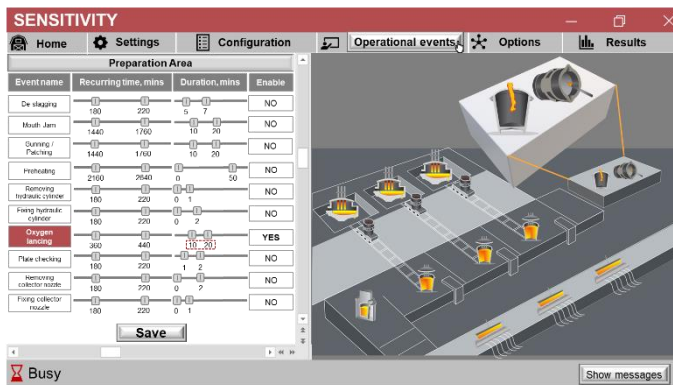 SENSITIVITY
Home Settings Configuration Operational events Options Results
Preparation Area
Event name Recurring time, mins Duration, mins Enable
De slagging 180 220 5 7 NO
Mouth Jam 1440 1760 10 20 NO
Gunning / Patching 1440 1760 10 20 NO
Preheating 2160 2640 0 50 NO
Removing hydraulic cylinder 180 220 0 1 NO
Fixing hydraulic cylinder 180 220 0 2 NO
Oxygen lancing 360 440 10 20 YES
Plate checking 180 220 1 2 NO
Removing collector nozzle 180 220 0 2 NO
Fixing collector nozzle 180 220 0 1 NO
Save
Busy
Show messages